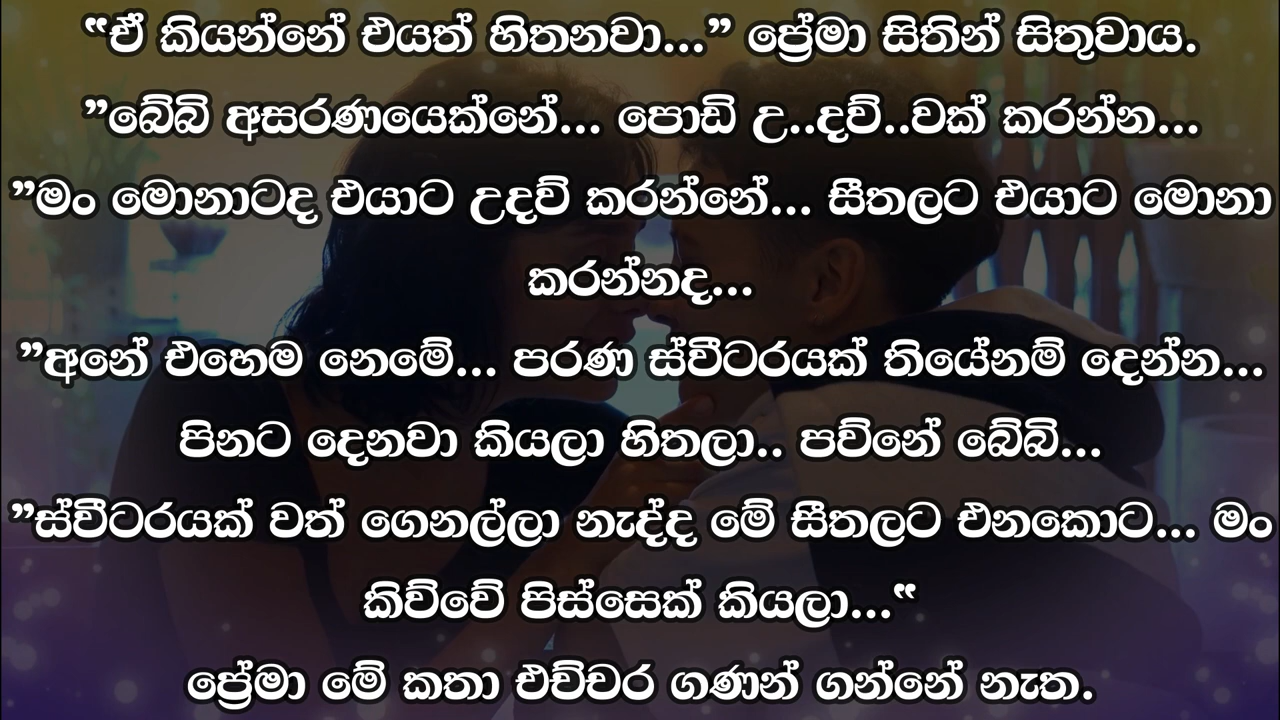 “ඒ කියන්නේ එයත් හිතනවා...” ප්‍රේමා සිතින් සිතුවාය.
”බේබි අසරණයෙක්නේ... පොඩි උ..දව්..වක් කරන්න...
”මං මොනාටද එයාට උදව් කරන්නේ... සීතලට එයාට මොනා
කරන්නද...
”අනේ එහෙම නෙමේ... පරණ ස්වීටරයක් තියේනම් දෙන්න...
පිනට දෙනවා කියලා හිතලා.. පව්නේ බේබි...
”ස්වීටරයක් වත් ගෙනල්ලා නැද්ද මේ සීතලට එනකොට... මං
කිව්වේ පිස්සෙක් කියලා...“
ප්‍රේමා මේ කතා එච්චර ගණන් ගන්නේ නැත.